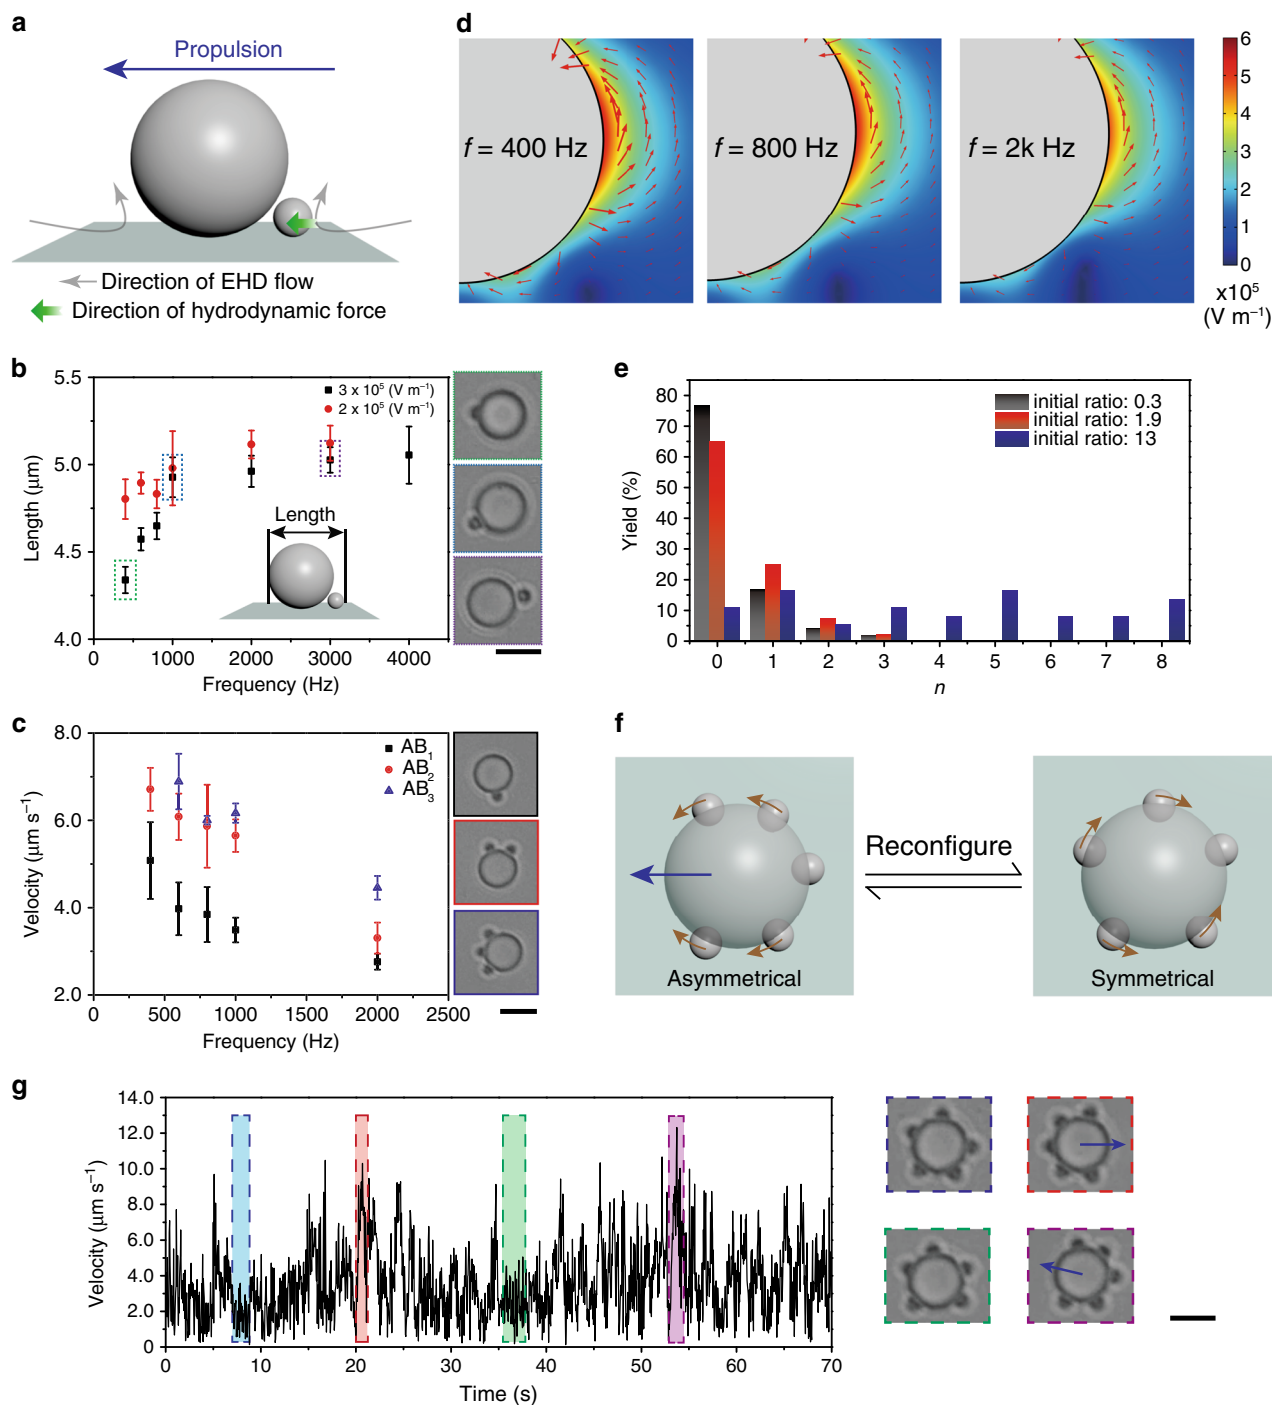 a
Propulsion
Direction of EHD flow
Direction of hydrodynamic force
d
f = 400 Hz
f = 800 Hz
f = 2k Hz
6
5
4
3
2
1
0
x10⁵
(V m⁻¹)
b
5.5
5.0
4.5
4.0
Length (μm)
3 x 10⁵ (V m⁻¹)
2 x 10⁵ (V m⁻¹)
Length
0
1000
2000
3000
4000
Frequency (Hz)
e
80
70
60
50
40
30
20
10
0
Yield (%)
initial ratio: 0.3
initial ratio: 1.9
initial ratio: 13
0 1 2 3 4 5 6 7 8
n
c
8.0
6.0
4.0
2.0
Velocity (μm s⁻¹)
AB₁
AB₂
AB₃
0 500 1000 1500 2000 2500
Frequency (Hz)
f
Reconfigure
Asymmetrical
Symmetrical
g
14.0
12.0
10.0
8.0
6.0
4.0
2.0
0
Velocity (μm s⁻¹)
0 10 20 30 40 50 60 70
Time (s)